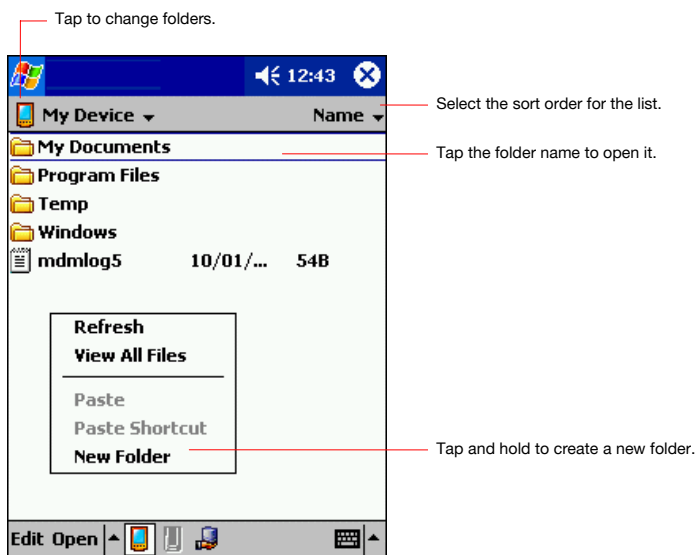 Tap to change folders.
12:43
My Device
Name
Select the sort order for the list.
My Documents
Tap the folder name to open it.
Program Files
Temp
Windows
mdmlog5 10/01/... 54B
Refresh
View All Files
Paste
Paste Shortcut
New Folder
Tap and hold to create a new folder.
Edit Open